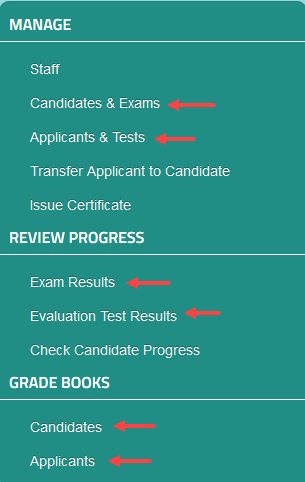 MANAGE
Staff
Candidates & Exams
Applicants & Tests
Transfer Applicant to Candidate
Issue Certificate
REVIEW PROGRESS
Exam Results
Evaluation Test Results
Check Candidate Progress
GRADE BOOKS
Candidates
Applicants